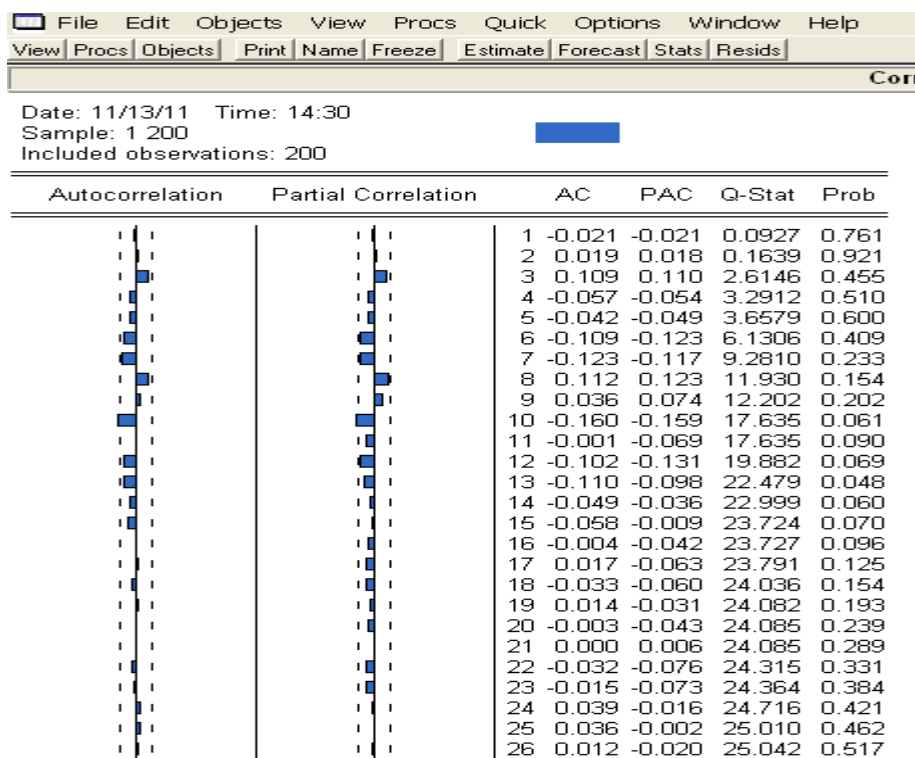 File Edit Objects View Procs Quick Options Window Help
View Procs Objects Print Name Freeze Estimate Forecast Stats Resids
Corr
Date: 11/13/11 Time: 14:30
Sample: 1 200
Included observations: 200
Autocorrelation Partial Correlation AC PAC Q-Stat Prob
1 -0.021 -0.021 0.0927 0.761
2 0.019 0.018 0.1639 0.921
3 0.109 0.110 2.6146 0.455
4 -0.057 -0.054 3.2912 0.510
5 -0.042 -0.049 3.6579 0.600
6 -0.109 -0.123 6.1306 0.409
7 -0.123 -0.117 9.2810 0.233
8 0.112 0.123 11.930 0.154
9 0.036 0.074 12.202 0.202
10 -0.160 -0.159 17.635 0.061
11 -0.001 -0.069 17.635 0.090
12 -0.102 -0.131 19.882 0.069
13 -0.110 -0.098 22.479 0.048
14 -0.049 -0.036 22.999 0.060
15 -0.058 -0.009 23.724 0.070
16 -0.004 -0.042 23.727 0.096
17 0.017 -0.063 23.791 0.125
18 -0.033 -0.060 24.036 0.154
19 0.014 -0.031 24.082 0.193
20 -0.003 -0.043 24.085 0.239
21 0.000 0.006 24.085 0.289
22 -0.032 -0.076 24.315 0.331
23 -0.015 -0.073 24.364 0.384
24 0.039 -0.016 24.716 0.421
25 0.036 -0.002 25.010 0.462
26 0.012 -0.020 25.042 0.517